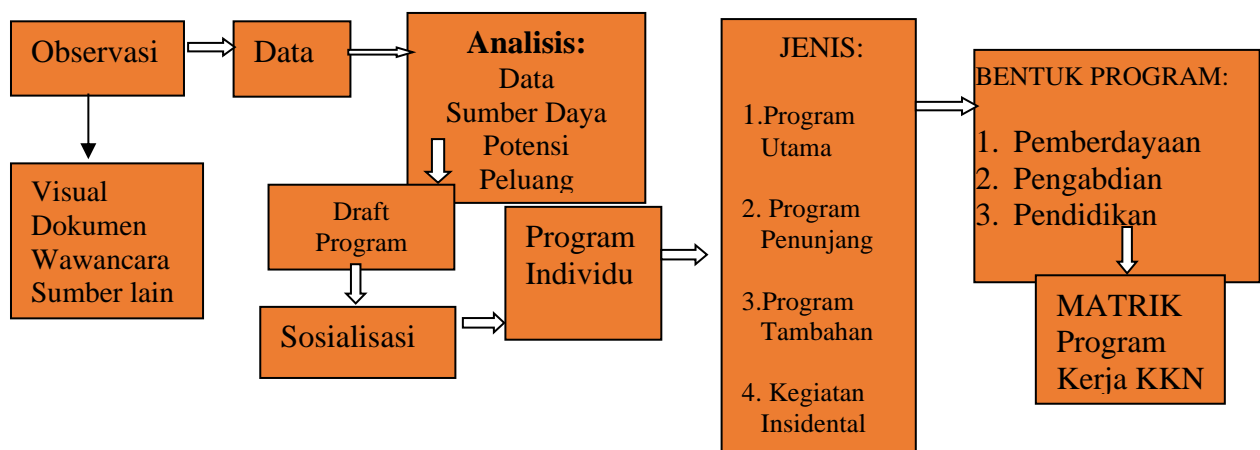 Observasi
Data
Analisis:
Data
Sumber Daya
Potensi
Peluang
JENIS:
1.Program
Utama
2. Program
Penunjang
3.Program
Tambahan
4. Kegiatan
Insidental
BENTUK PROGRAM:
1. Pemberdayaan
2. Pengabdian
3. Pendidikan
Visual
Dokumen
Wawancara
Sumber lain
Draft
Program
Program
Individu
Sosialisasi
MATRIK
Program
Kerja KKN